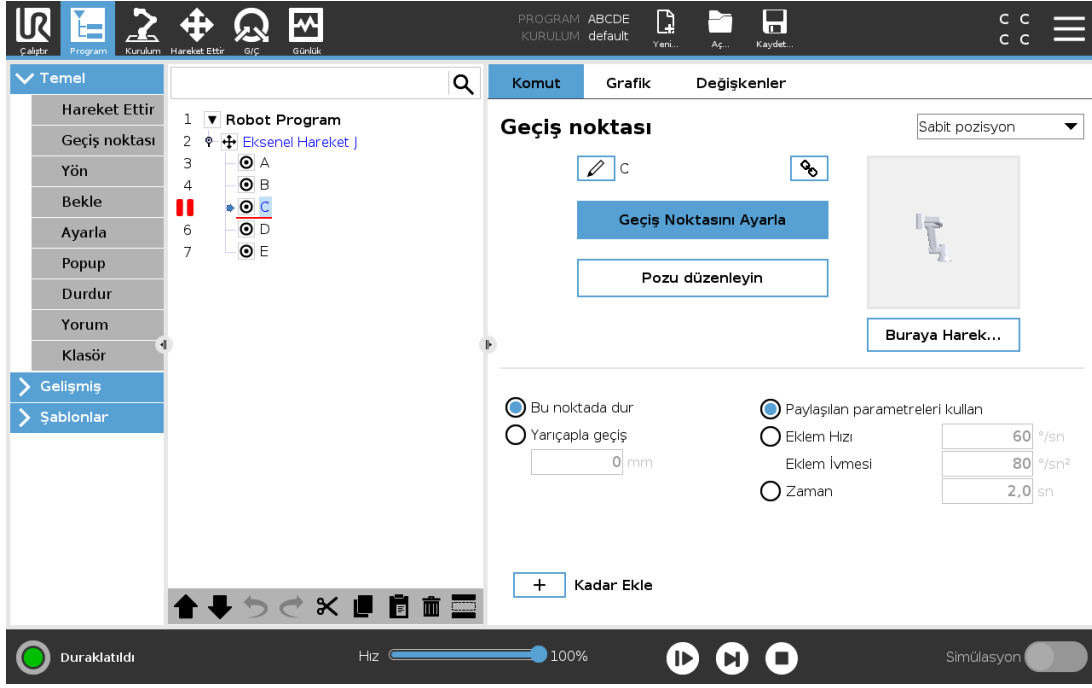 UR
Çalıştır Program Kurulum Hareket Ettir G/Ç Günlük
PROGRAM ABCDE
KURULUM default
Yeni... Aç... Kaydet...
C C
C C
Temel
Hareket Ettir
Geçiş noktası
Yön
Bekle
Ayarla
Popup
Durdur
Yorum
Klasör
Gelişmiş
Şablonlar
1 Robot Program
2 Eksenel Hareket J
3 A
4 B
C
6 D
7 E
Komut Grafik Değişkenler
Geçiş noktası
Sabit pozisyon
C
Geçiş Noktasını Ayarla
Pozu düzenleyin
Buraya Harek...
Bu noktada dur
Yarıçapla geçiş
0 mm
Paylaşılan parametreleri kullan
Eklem Hızı 60 °/sn
Eklem İvmesi 80 °/sn²
Zaman 2,0 sn
+ Kadar Ekle
Duraklatıldı
Hız 100%
Simülasyon